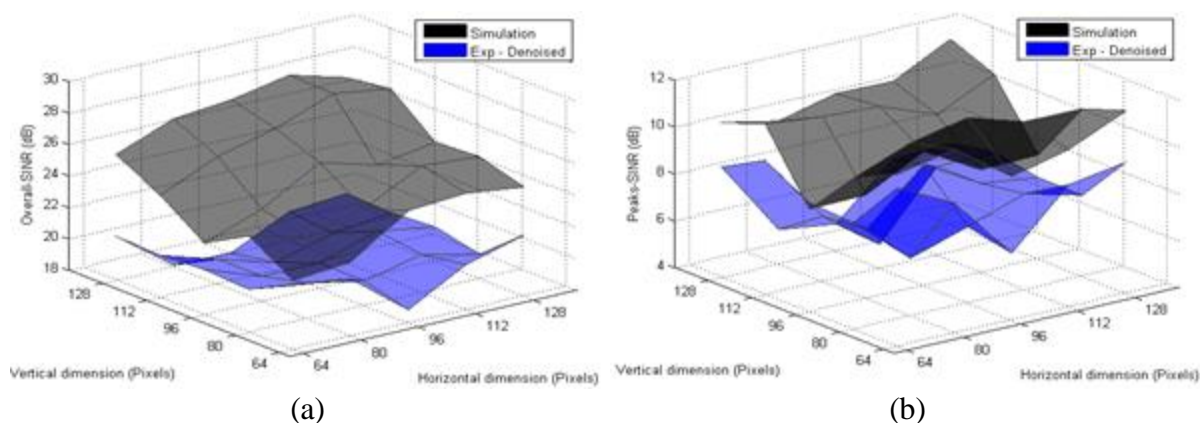 Simulation
Exp - Denoised
30
28
26
24
22
20
18
Overall-SINR (dB)
128
112
96
80
64
Vertical dimension (Pixels)
64
80
96
112
128
Horizontal dimension (Pixels)
(a)
Simulation
Exp - Denoised
12
10
8
6
4
Peaks-SINR (dB)
128
112
96
80
64
Vertical dimension (Pixels)
64
80
96
112
128
Horizontal dimension (Pixels)
(b)